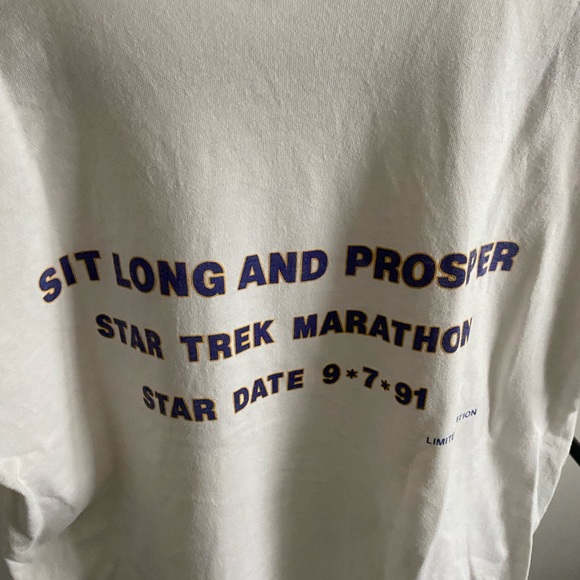 SIT LONG AND PROSPER
STAR TREK MARATHON
STAR DATE 9*7*91